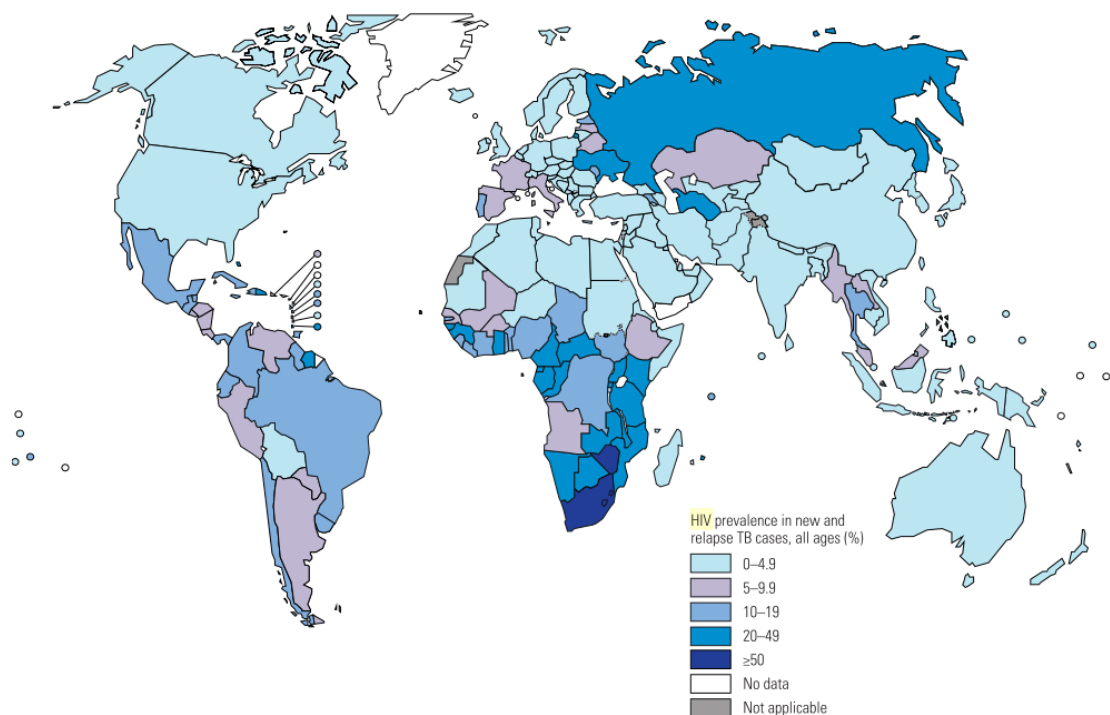 HIV prevalence in new and
relapse TB cases, all ages (%)
0–4.9
5–9.9
10–19
20–49
≥50
No data
Not applicable